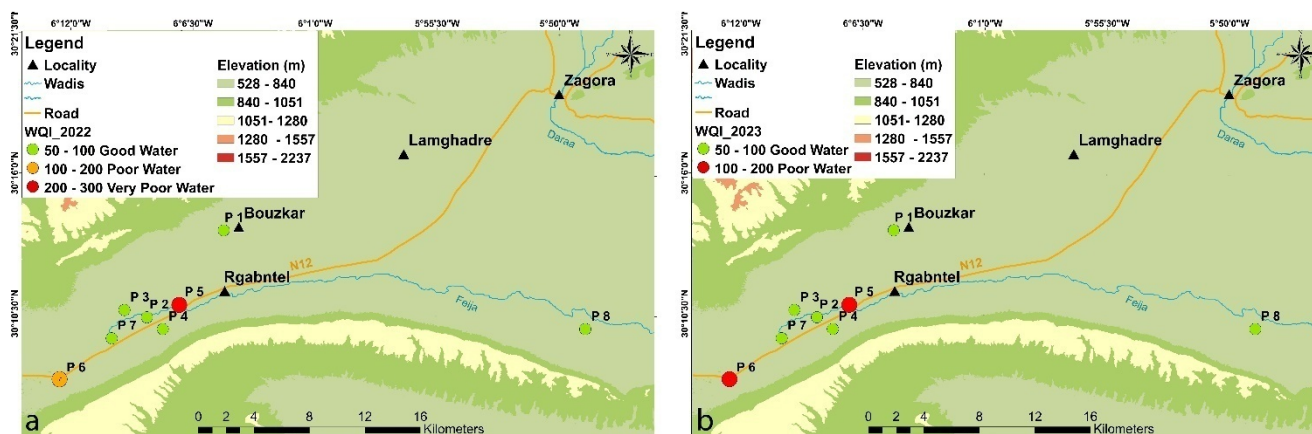 6°12'0"W 6°6'30"W 6°1'0"W 5°55'30"W 5°50'0"W
30°21'30"N
30°16'0"N
30°10'30"N
Legend
Locality
Wadis
Road
WQI_2022
50 - 100 Good Water
100 - 200 Poor Water
200 - 300 Very Poor Water
Elevation (m)
528 - 840
840 - 1051
1051 - 1280
1280 - 1557
1557 - 2237
Zagora
Daraa
Lamghadre
P 1 Bouzkar
Rgabntel
N12
Feija
P 3 P 2 P 5
P 4
P 7
P 8
P 6
a
0 2 4 8 12 16
Kilometers
6°12'0"W 6°6'30"W 6°1'0"W 5°55'30"W 5°50'0"W
30°21'30"N
30°16'0"N
30°10'30"N
Legend
Locality
Wadis
Road
WQI_2023
50 - 100 Good Water
100 - 200 Poor Water
Elevation (m)
528 - 840
840 - 1051
1051 - 1280
1280 - 1557
1557 - 2237
Zagora
Daraa
Lamghadre
P 1 Bouzkar
Rgabntel
N12
Feija
P 3 P 2 P 5
P 4
P 7
P 8
P 6
b
0 2 4 8 12 16
Kilometers